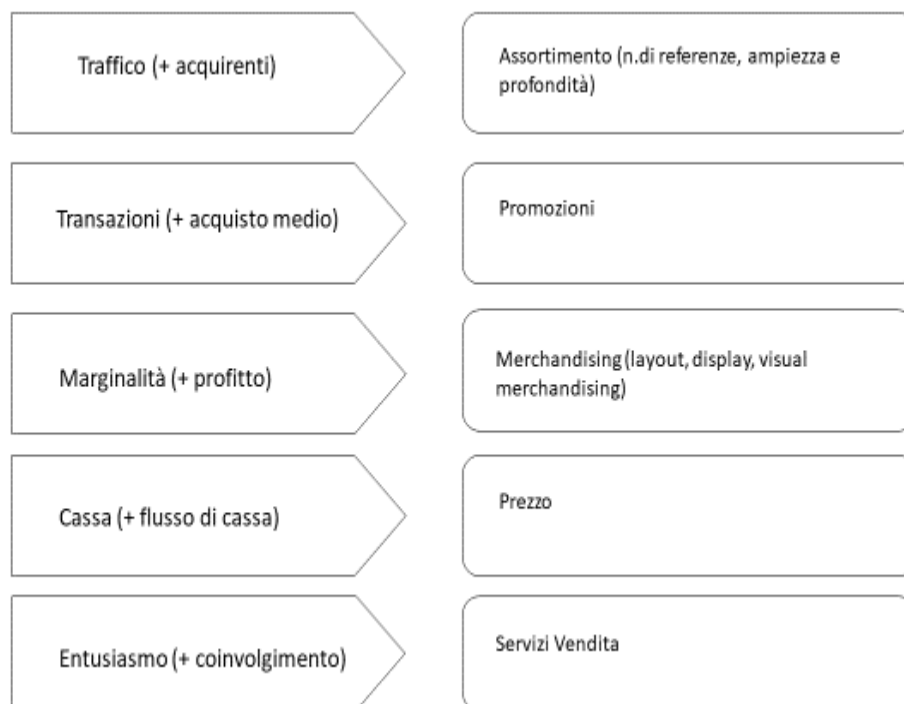 Traffico (+ acquirenti)
Assortimento (n.di referenze, ampiezza e
profondità)
Transazioni (+ acquisto medio)
Promozioni
Marginalità (+ profitto)
Merchandising (layout, display, visual
merchandising)
Cassa (+ flusso di cassa)
Prezzo
Entusiasmo (+ coinvolgimento)
Servizi Vendita